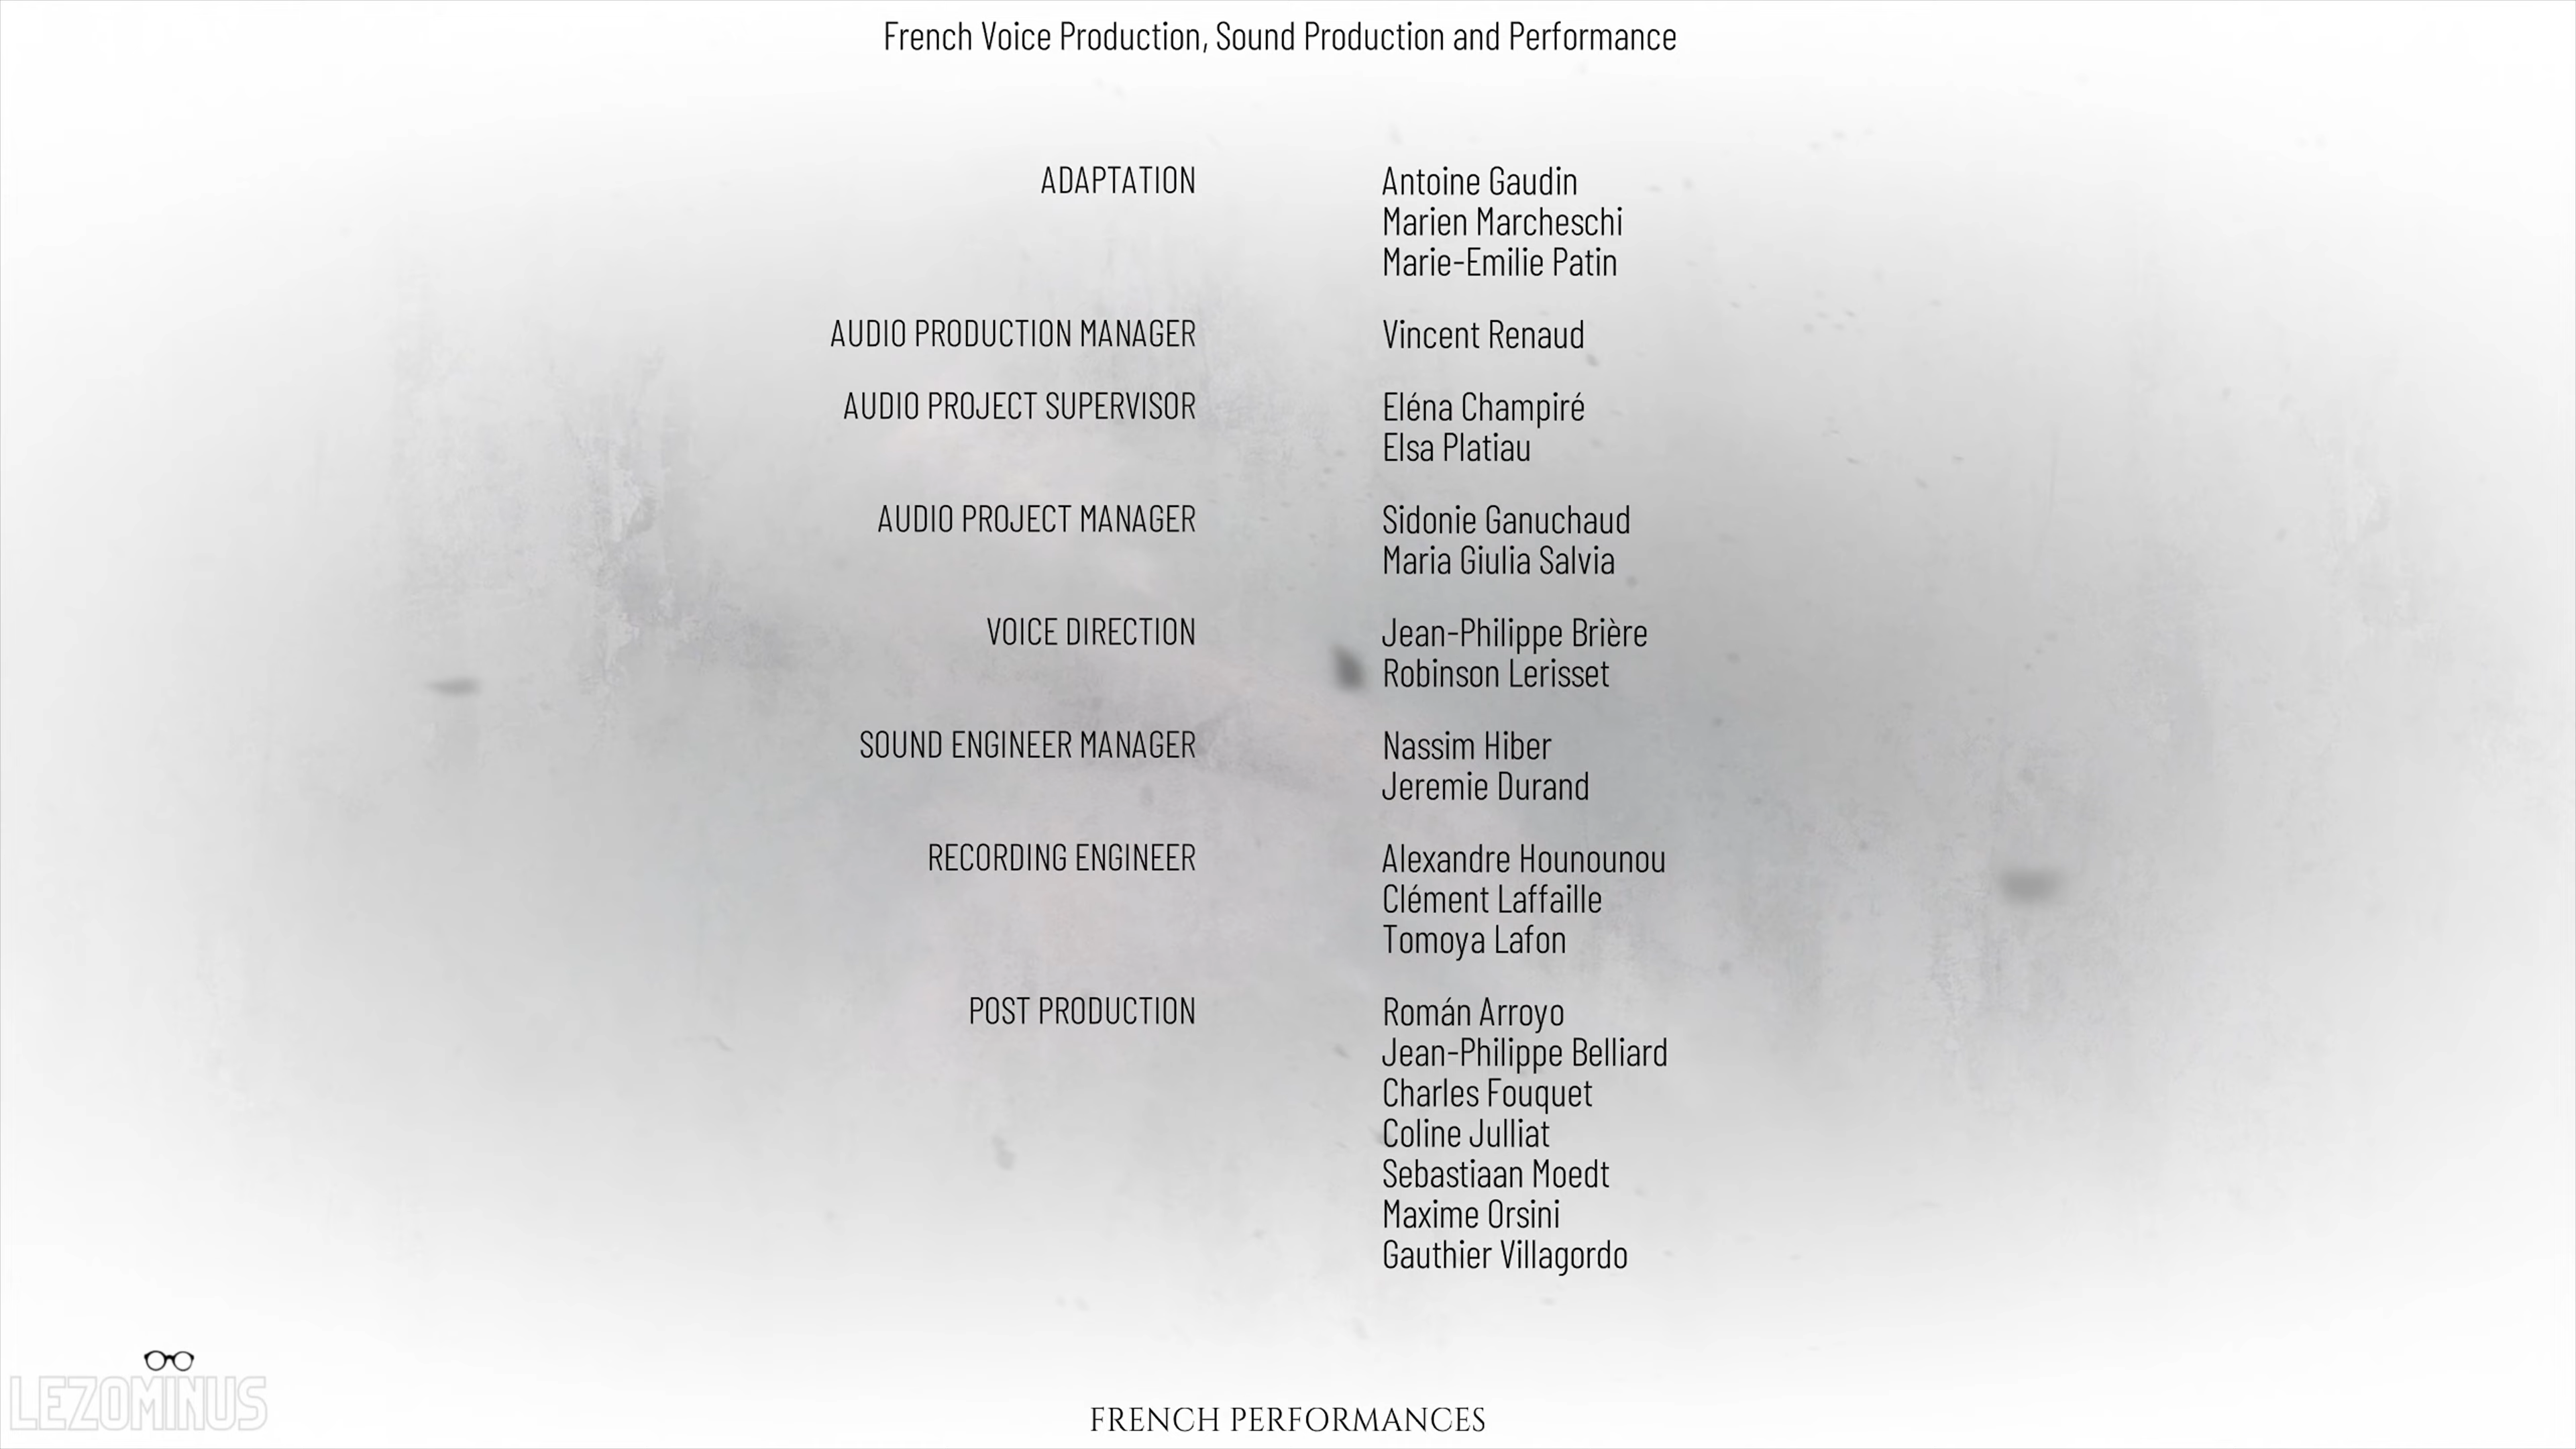 French Voice Production, Sound Production and Performance
ADAPTATION Antoine Gaudin
Marien Marcheschi
Marie-Emilie Patin
AUDIO PRODUCTION MANAGER Vincent Renaud
AUDIO PROJECT SUPERVISOR Eléna Champiré
Elsa Platiau
AUDIO PROJECT MANAGER Sidonie Ganuchaud
Maria Giulia Salvia
VOICE DIRECTION Jean-Philippe Brière
Robinson Lerisset
SOUND ENGINEER MANAGER Nassim Hiber
Jeremie Durand
RECORDING ENGINEER Alexandre Hounounou
Clément Laffaille
Tomoya Lafon
POST PRODUCTION Román Arroyo
Jean-Philippe Belliard
Charles Fouquet
Coline Julliat
Sebastiaan Moedt
Maxime Orsini
Gauthier Villagordo
LEZOMINUS
FRENCH PERFORMANCES